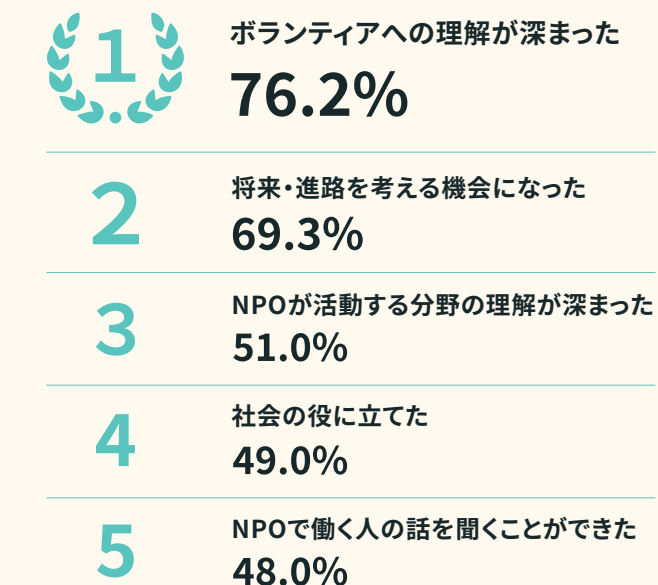 1
ボランティアへの理解が深まった
76.2%
2
将来・進路を考える機会になった
69.3%
3
NPOが活動する分野の理解が深まった
51.0%
4
社会の役に立てた
49.0%
5
NPOで働く人の話を聞くことができた
48.0%